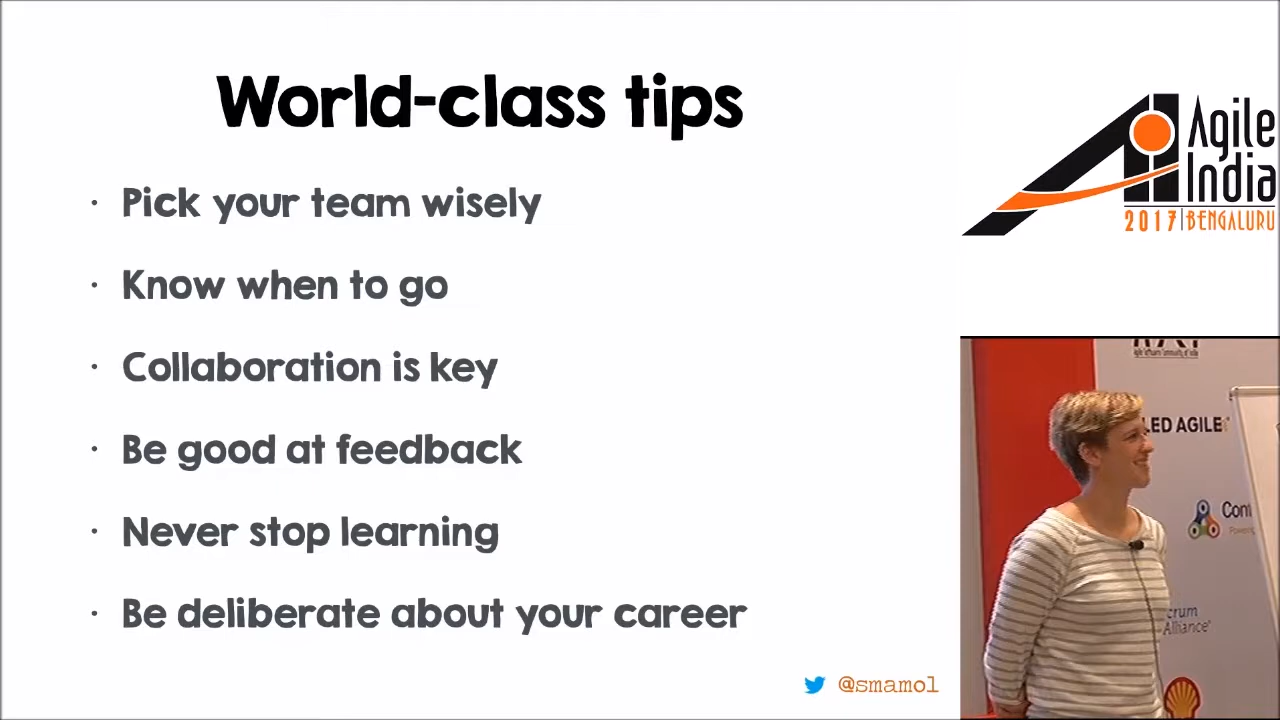 World-class tips
· Pick your team wisely
· Know when to go
· Collaboration is key
· Be good at feedback
· Never stop learning
· Be deliberate about your career
@smamol
Agile
India
2017 | BENGALURU
LED AGILE
Alliance